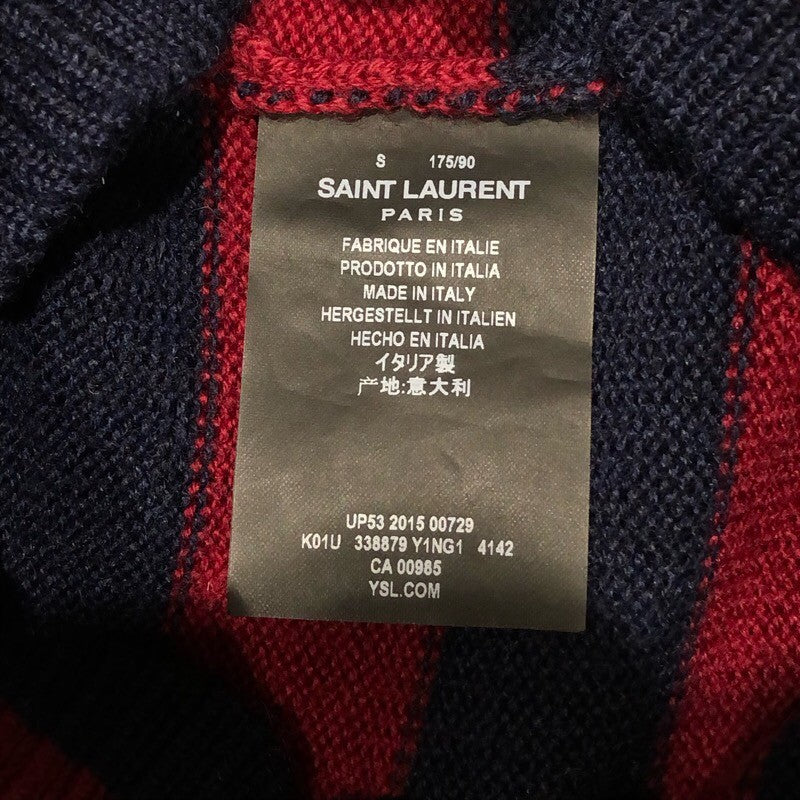 S 175/90
SAINT LAURENT
PARIS
FABRIQUE EN ITALIE
PRODOTTO IN ITALIA
MADE IN ITALY
HERGESTELLT IN ITALIEN
HECHO EN ITALIA
イタリア製
产地:意大利
UP53 2015 00729
K01U 338879 Y1NG1 4142
CA 00985
YSL.COM